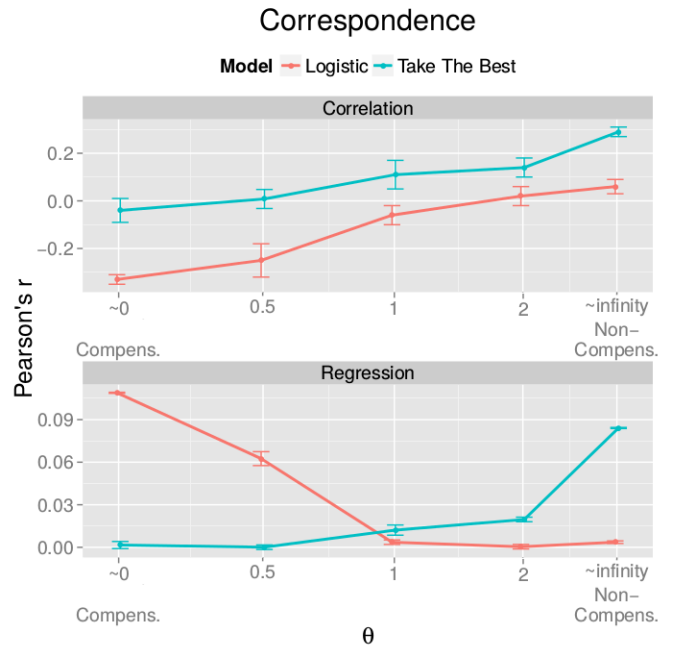 Correspondence
Model Logistic Take The Best
Correlation
0.2
0.0
−0.2
~0 0.5 1 2 ~infinity
Compens. Non− Compens.
Pearson's r
Regression
0.09
0.06
0.03
0.00
~0 0.5 1 2 ~infinity
Compens. Non− Compens.
θ